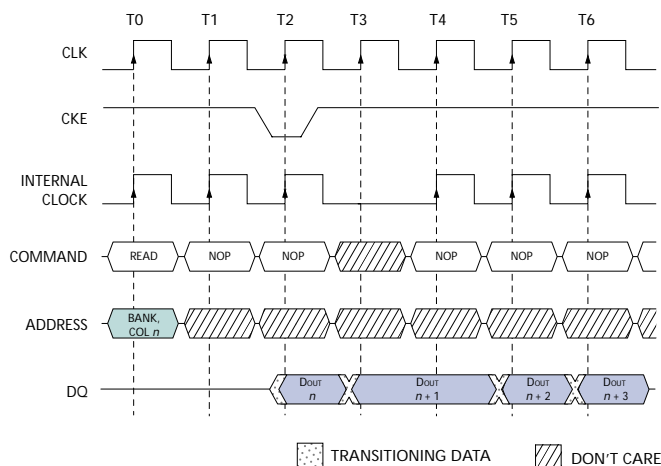 T0 T1 T2 T3 T4 T5 T6
CLK
CKE
INTERNAL
CLOCK
COMMAND READ NOP NOP NOP NOP NOP
ADDRESS BANK,
COL n
DQ DOUT DOUT DOUT DOUT
n n + 1 n + 2 n + 3
TRANSITIONING DATA DON'T CARE